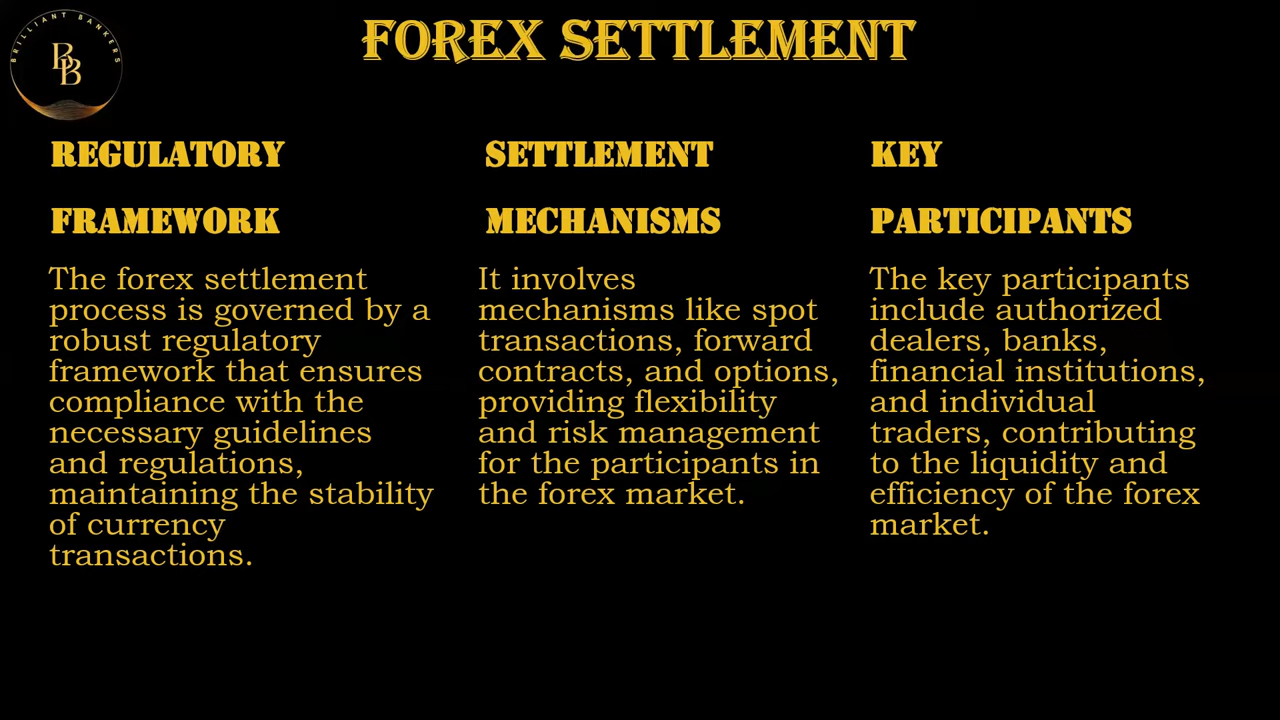 BRILLIANT BANKERS
BB
FOREX SETTLEMENT
REGULATORY
FRAMEWORK
The forex settlement
process is governed by a
robust regulatory
framework that ensures
compliance with the
necessary guidelines
and regulations,
maintaining the stability
of currency
transactions.
SETTLEMENT
MECHANISMS
It involves
mechanisms like spot
transactions, forward
contracts, and options,
providing flexibility
and risk management
for the participants in
the forex market.
KEY
PARTICIPANTS
The key participants
include authorized
dealers, banks,
financial institutions,
and individual
traders, contributing
to the liquidity and
efficiency of the forex
market.